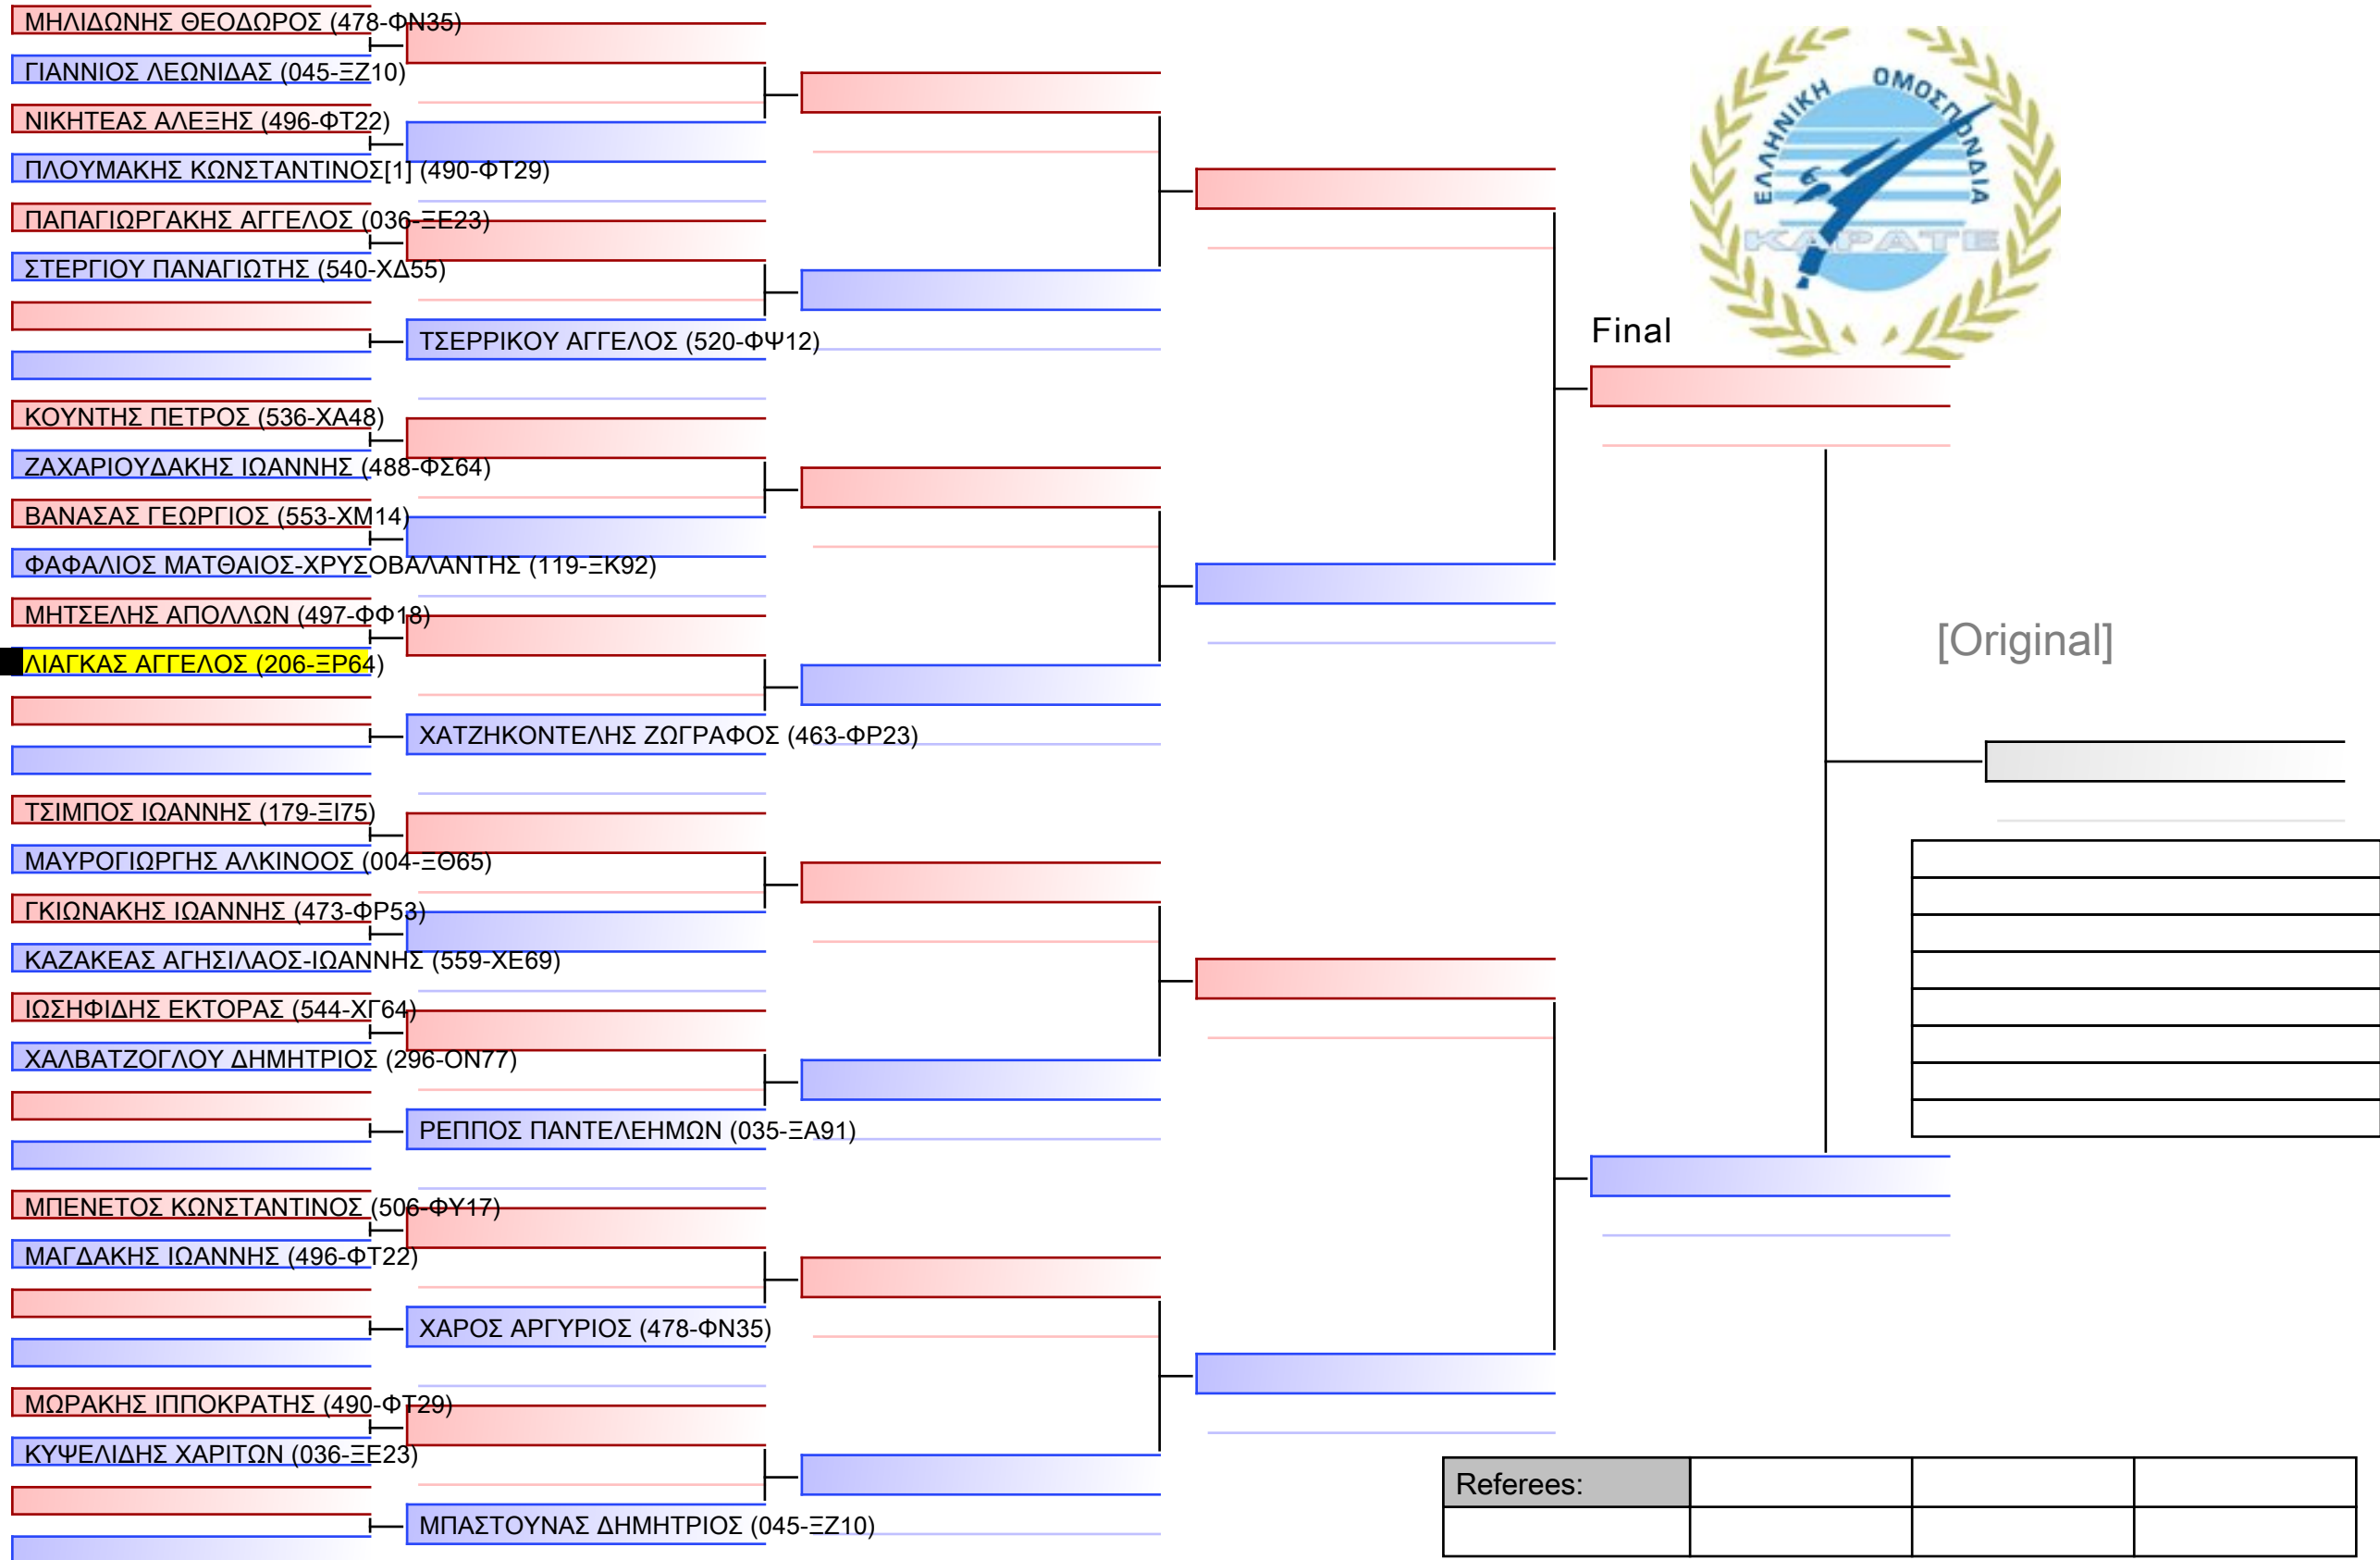 ΜΗΛΙΔΩΝΗΣ ΘΕΟΔΩΡΟΣ (478-ΦΝ35)
ΓΙΑΝΝΙΟΣ ΛΕΩΝΙΔΑΣ (045-ΞΖ10)
ΝΙΚΗΤΕΑΣ ΑΛΕΞΗΣ (496-ΦΤ22)
ΠΛΟΥΜΑΚΗΣ ΚΩΝΣΤΑΝΤΙΝΟΣ[1] (490-ΦΤ29)
ΠΑΠΑΓΙΩΡΓΑΚΗΣ ΑΓΓΕΛΟΣ (036-ΞΕ23)
ΣΤΕΡΓΙΟΥ ΠΑΝΑΓΙΩΤΗΣ (540-ΧΔ55)
ΤΣΕΡΡΙΚΟΥ ΑΓΓΕΛΟΣ (520-ΦΨ12)
ΚΟΥΝΤΗΣ ΠΕΤΡΟΣ (536-ΧΑ48)
ΖΑΧΑΡΙΟΥΔΑΚΗΣ ΙΩΑΝΝΗΣ (488-ΦΣ64)
ΒΑΝΑΣΑΣ ΓΕΩΡΓΙΟΣ (553-ΧΜ14)
ΦΑΦΑΛΙΟΣ ΜΑΤΘΑΙΟΣ-ΧΡΥΣΟΒΑΛΑΝΤΗΣ (119-ΞΚ92)
ΜΗΤΣΕΛΗΣ ΑΠΟΛΛΩΝ (497-ΦΦ18)
ΛΙΑΓΚΑΣ ΑΓΓΕΛΟΣ (206-ΞΡ64)
ΧΑΤΖΗΚΟΝΤΕΛΗΣ ΖΩΓΡΑΦΟΣ (463-ΦΡ23)
ΤΣΙΜΠΟΣ ΙΩΑΝΝΗΣ (179-ΞΙ75)
ΜΑΥΡΟΓΙΩΡΓΗΣ ΑΛΚΙΝΟΟΣ (004-ΞΘ65)
ΓΚΙΩΝΑΚΗΣ ΙΩΑΝΝΗΣ (473-ΦΡ53)
ΚΑΖΑΚΕΑΣ ΑΓΗΣΙΛΑΟΣ-ΙΩΑΝΝΗΣ (559-ΧΕ69)
ΙΩΣΗΦΙΔΗΣ ΕΚΤΟΡΑΣ (544-ΧΓ64)
ΧΑΛΒΑΤΖΟΓΛΟΥ ΔΗΜΗΤΡΙΟΣ (296-ΟΝ77)
ΡΕΠΠΟΣ ΠΑΝΤΕΛΕΗΜΩΝ (035-ΞΑ91)
ΜΠΕΝΕΤΟΣ ΚΩΝΣΤΑΝΤΙΝΟΣ (506-ΦΥ17)
ΜΑΓΔΑΚΗΣ ΙΩΑΝΝΗΣ (496-ΦΤ22)
ΧΑΡΟΣ ΑΡΓΥΡΙΟΣ (478-ΦΝ35)
ΜΩΡΑΚΗΣ ΙΠΠΟΚΡΑΤΗΣ (490-ΦΤ29)
ΚΥΨΕΛΙΔΗΣ ΧΑΡΙΤΩΝ (036-ΞΕ23)
ΜΠΑΣΤΟΥΝΑΣ ΔΗΜΗΤΡΙΟΣ (045-ΞΖ10)
ΕΛΛΗΝΙΚΗ ΟΜΟΣΠΟΝΔΙΑ
ΚΑΡΑΤΕ
Final
[Original]
Referees: